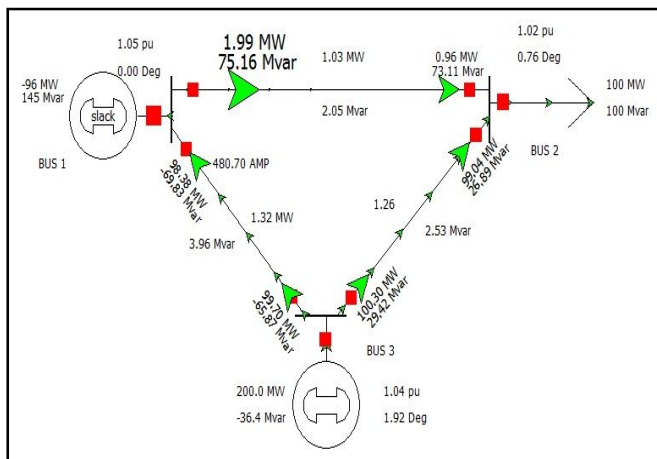 1.05 pu
0.00 Deg
-96 MW
145 Mvar
slack
BUS 1
1.99 MW
75.16 Mvar
1.03 MW
2.05 Mvar
0.96 MW
73.11 Mvar
1.02 pu
0.76 Deg
100 MW
100 Mvar
BUS 2
480.70 AMP
98.38 MW
-69.83 Mvar
99.04 MW
26.89 Mvar
1.32 MW
3.96 Mvar
1.26
2.53 Mvar
99.70 MW
-65.87 Mvar
100.30 MW
29.42 Mvar
BUS 3
200.0 MW
-36.4 Mvar
1.04 pu
1.92 Deg